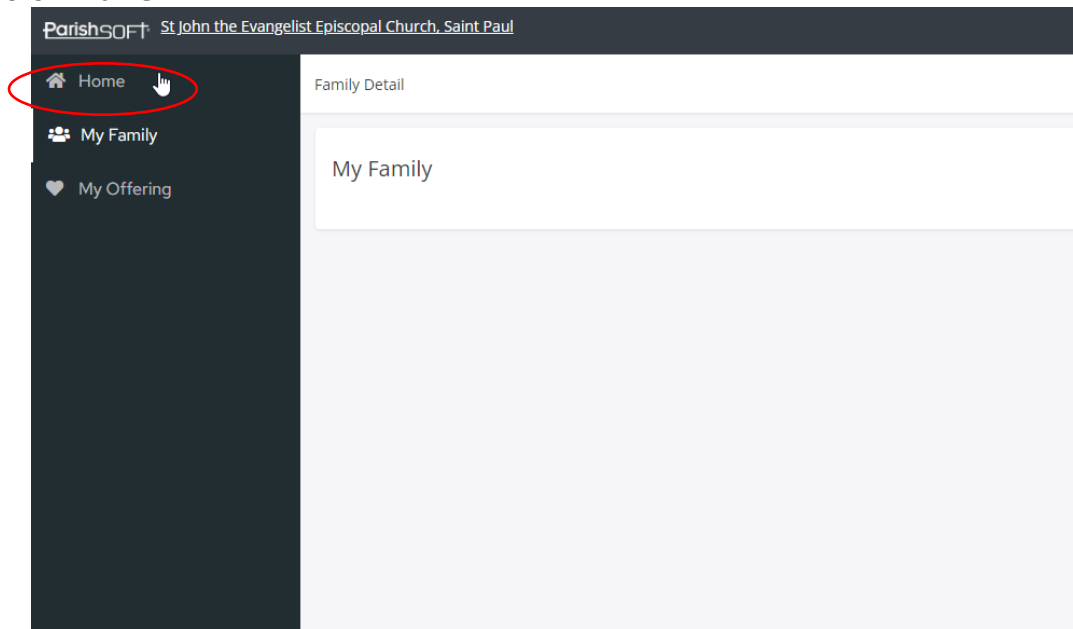 ParishSOFT St John the Evangelist Episcopal Church, Saint Paul
Home
Family Detail
My Family
My Family
My Offering